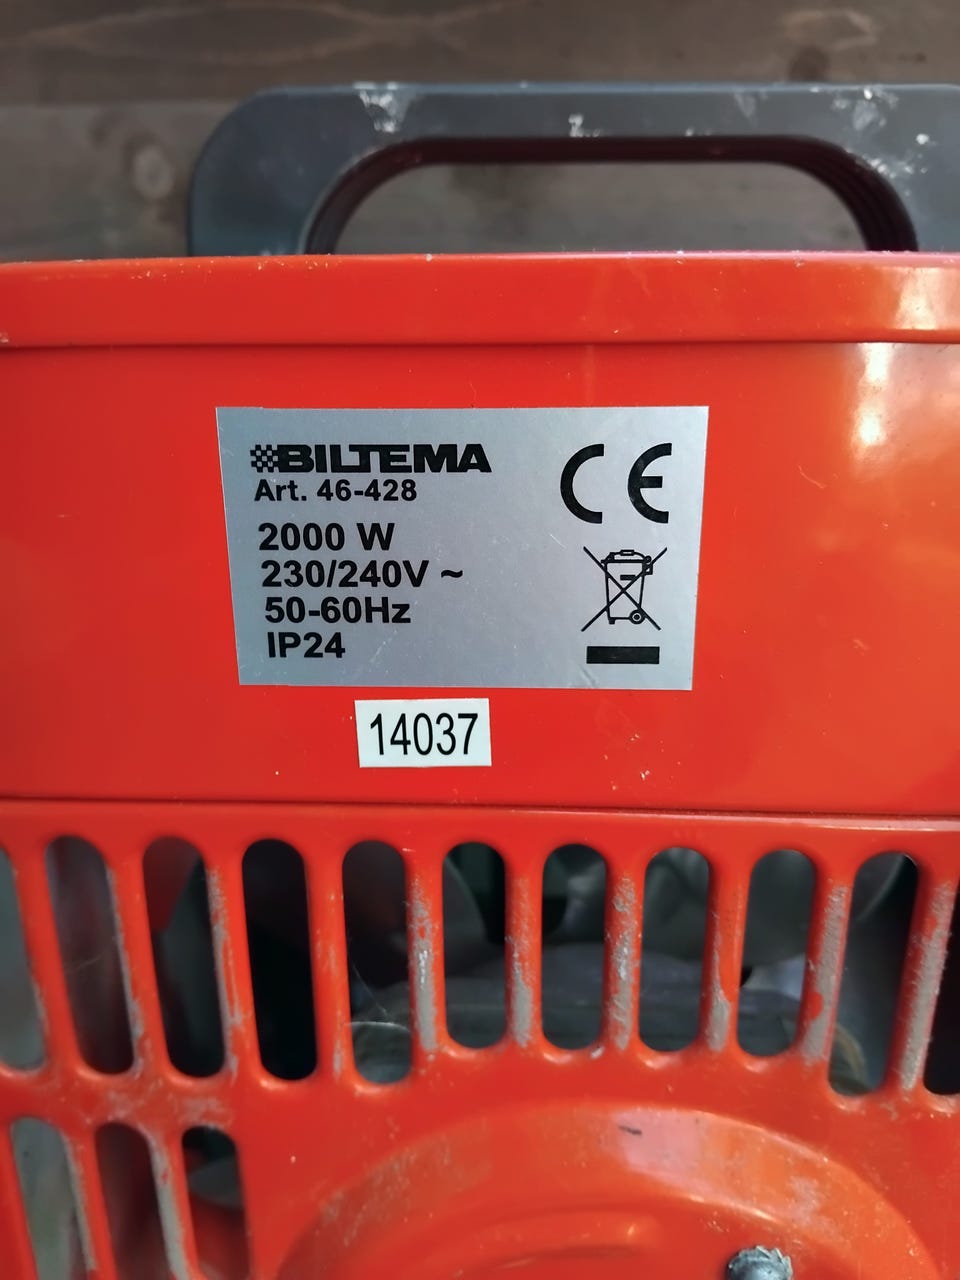 BILTEMA
Art. 46-428
2000 W
230/240V ~
50-60Hz
IP24
CE
14037